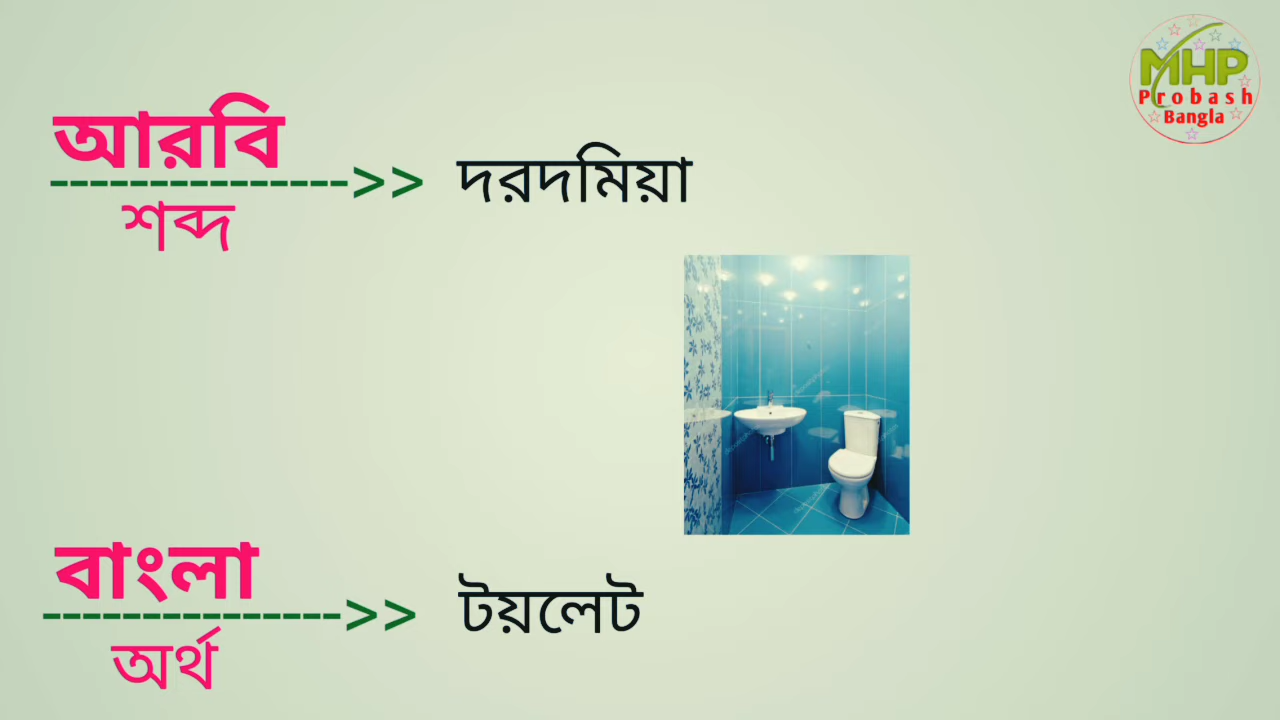 MHP
Probash
Bangla
আরবি
---------------->> দরদমিয়া
শব্দ
বাংলা
---------------->> টয়লেট
অর্থ